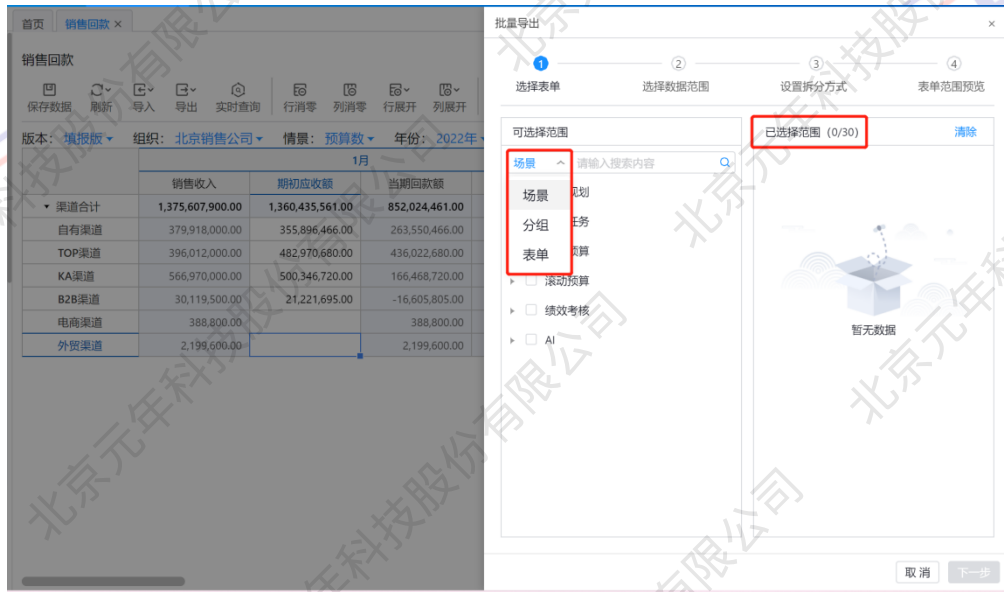 首页 销售回款 ×
销售回款
保存数据 刷新 导入 导出 实时查询 行消零 列消零 行展开 列展开
版本：填报版 组织：北京销售公司 情景：预算数 年份：2022年
1月
销售收入 期初应收额 当期回款额
渠道合计 1,375,607,900.00 1,360,435,561.00 852,024,461.00
自有渠道 379,918,000.00 355,896,466.00 263,550,466.00
TOP渠道 396,012,000.00 482,970,680.00 436,022,680.00
KA渠道 566,970,000.00 500,346,720.00 166,468,720.00
B2B渠道 30,119,500.00 21,221,695.00 -16,605,805.00
电商渠道 388,800.00 388,800.00
外贸渠道 2,199,600.00 2,199,600.00
批量导出 ×
1 2 3 4
选择表单 选择数据范围 设置拆分方式 表单范围预览
可选择范围
场景 请输入搜索内容
场景 规划
分组 任务
表单 预算
滚动预算
绩效考核
AI
已选择范围（0/30） 清除
暂无数据
取消 下一步
北京元年科技股份有限公司